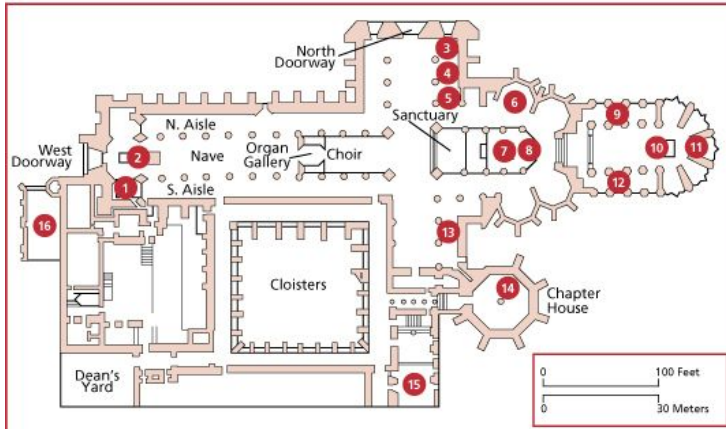 North
Doorway
3
4
5
6
Sanctuary
9
N. Aisle
West
Doorway
2
Nave
Organ
Gallery
Choir
7
8
10
11
1
S. Aisle
12
16
13
Cloisters
14
Chapter
House
Dean's
Yard
15
0
100 Feet
0
30 Meters